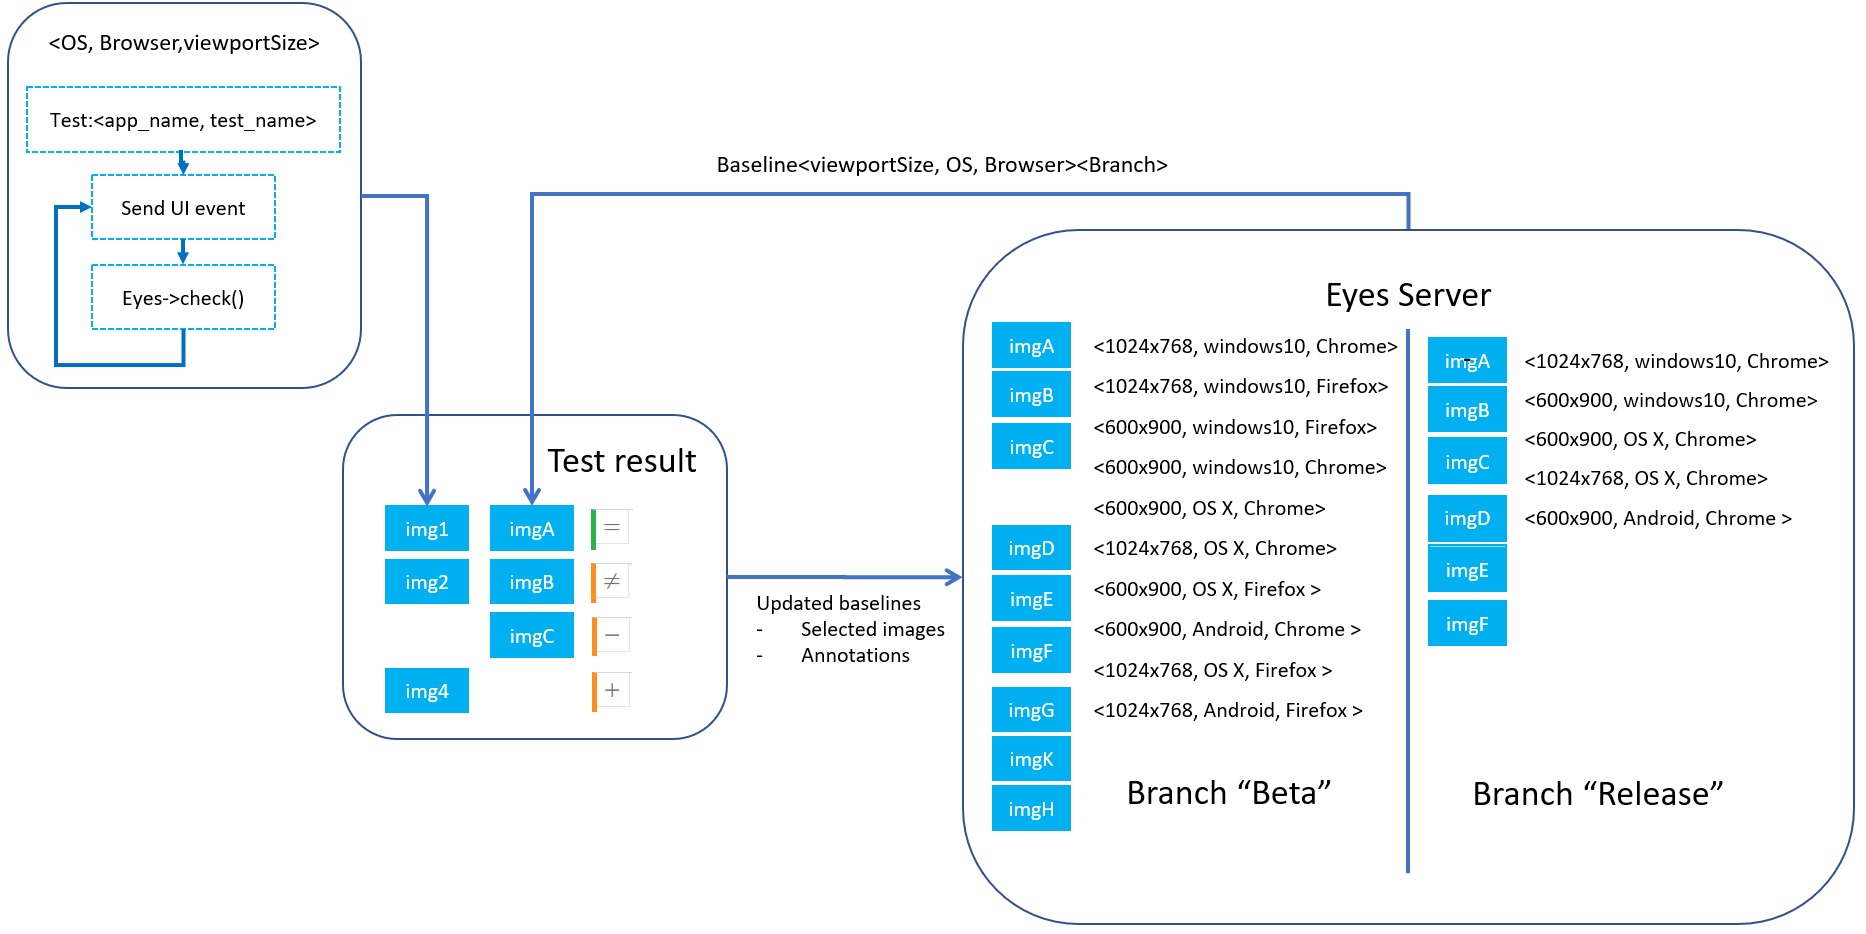 <OS, Browser,viewportSize>
Test:<app_name, test_name>
Send UI event
Eyes->check()
Baseline<viewportSize, OS, Browser><Branch>
Test result
img1 imgA =
img2 imgB ≠
imgC −
img4 +
Updated baselines
- Selected images
- Annotations
Eyes Server
imgA
imgB
imgC
imgD
imgE
imgF
imgG
imgK
imgH
<1024x768, windows10, Chrome>
<1024x768, windows10, Firefox>
<600x900, windows10, Firefox>
<600x900, windows10, Chrome>
<600x900, OS X, Chrome>
<1024x768, OS X, Chrome>
<600x900, OS X, Firefox >
<600x900, Android, Chrome >
<1024x768, OS X, Firefox >
<1024x768, Android, Firefox >
Branch “Beta”
imgA
imgB
imgC
imgD
imgE
imgF
<1024x768, windows10, Chrome>
<600x900, windows10, Chrome>
<600x900, OS X, Chrome>
<1024x768, OS X, Chrome>
<600x900, Android, Chrome >
Branch “Release”